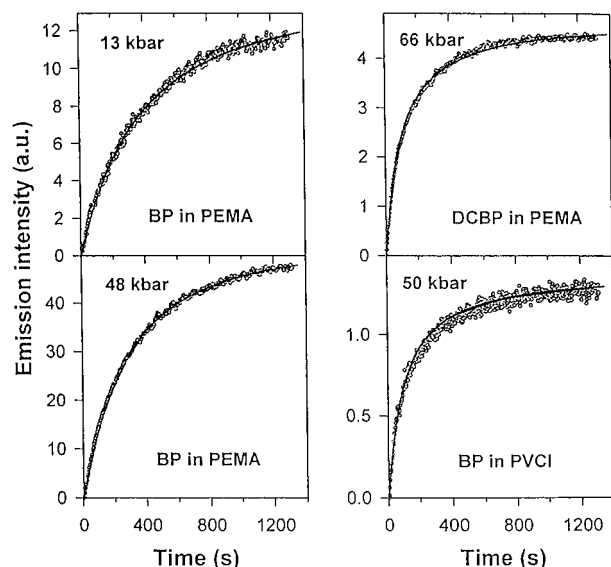 Emission intensity (a.u.)
12
10
8
6
4
2
0
13 kbar
BP in PEMA
4
3
2
1
66 kbar
DCBP in PEMA
40
30
20
10
0
48 kbar
BP in PEMA
0 400 800 1200
Time (s)
1.0
0.5
0.0
50 kbar
BP in PVCl
0 400 800 1200
Time (s)